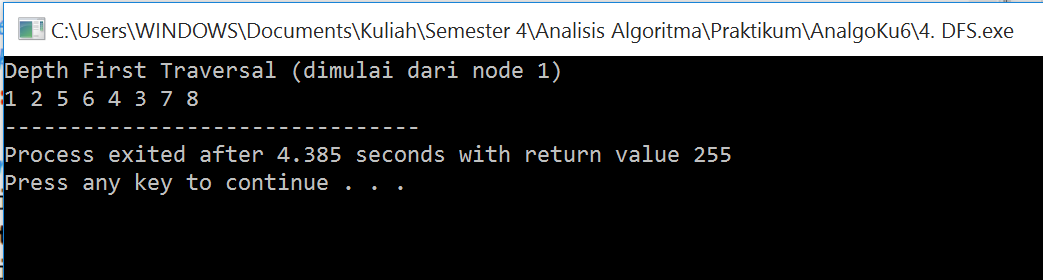 C:\Users\WINDOWS\Documents\Kuliah\Semester 4\Analisis Algoritma\Praktikum\AnalgoKu6\4. DFS.exe
Depth First Traversal (dimulai dari node 1)
1 2 5 6 4 3 7 8
--------------------------------
Process exited after 4.385 seconds with return value 255
Press any key to continue . . .